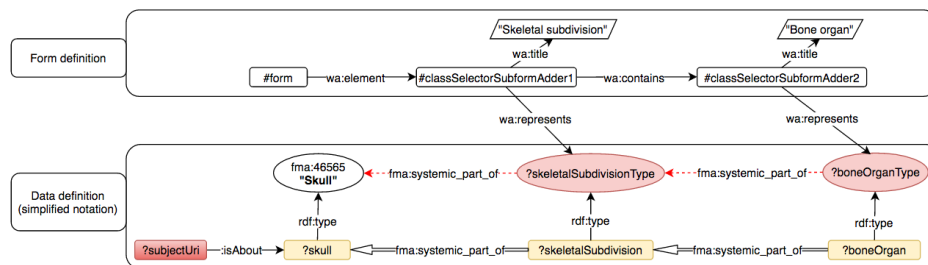 "Skeletal subdivision"
"Bone organ"
Form definition
wa:title
wa:title
#form
wa:element
#classSelectorSubformAdder1
wa:contains
#classSelectorSubformAdder2
wa:represents
wa:represents
fma:46565
"Skull"
fma:systemic_part_of
?skeletalSubdivisionType
fma:systemic_part_of
?boneOrganType
Data definition
(simplified notation)
rdf:type
rdf:type
rdf:type
?subjectUri
:isAbout
?skull
fma:systemic_part_of
?skeletalSubdivision
fma:systemic_part_of
?boneOrgan